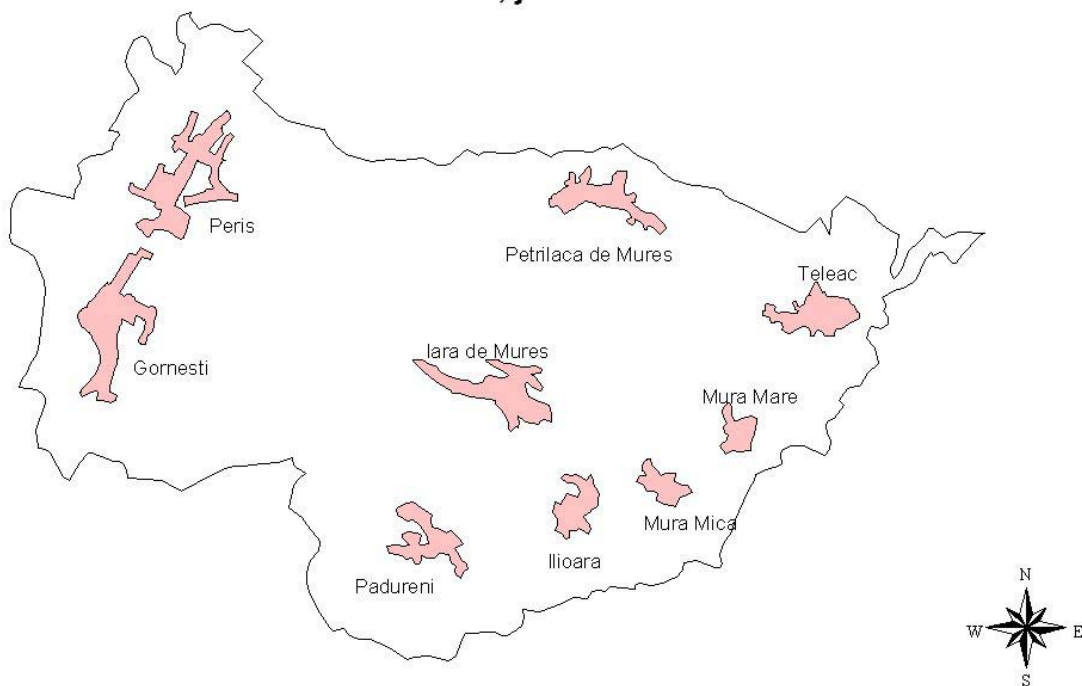 Peris
Petrilaca de Mures
Teleac
Gornesti
Iara de Mures
Mura Mare
Mura Mica
Ilioara
Padureni
N
W E
S